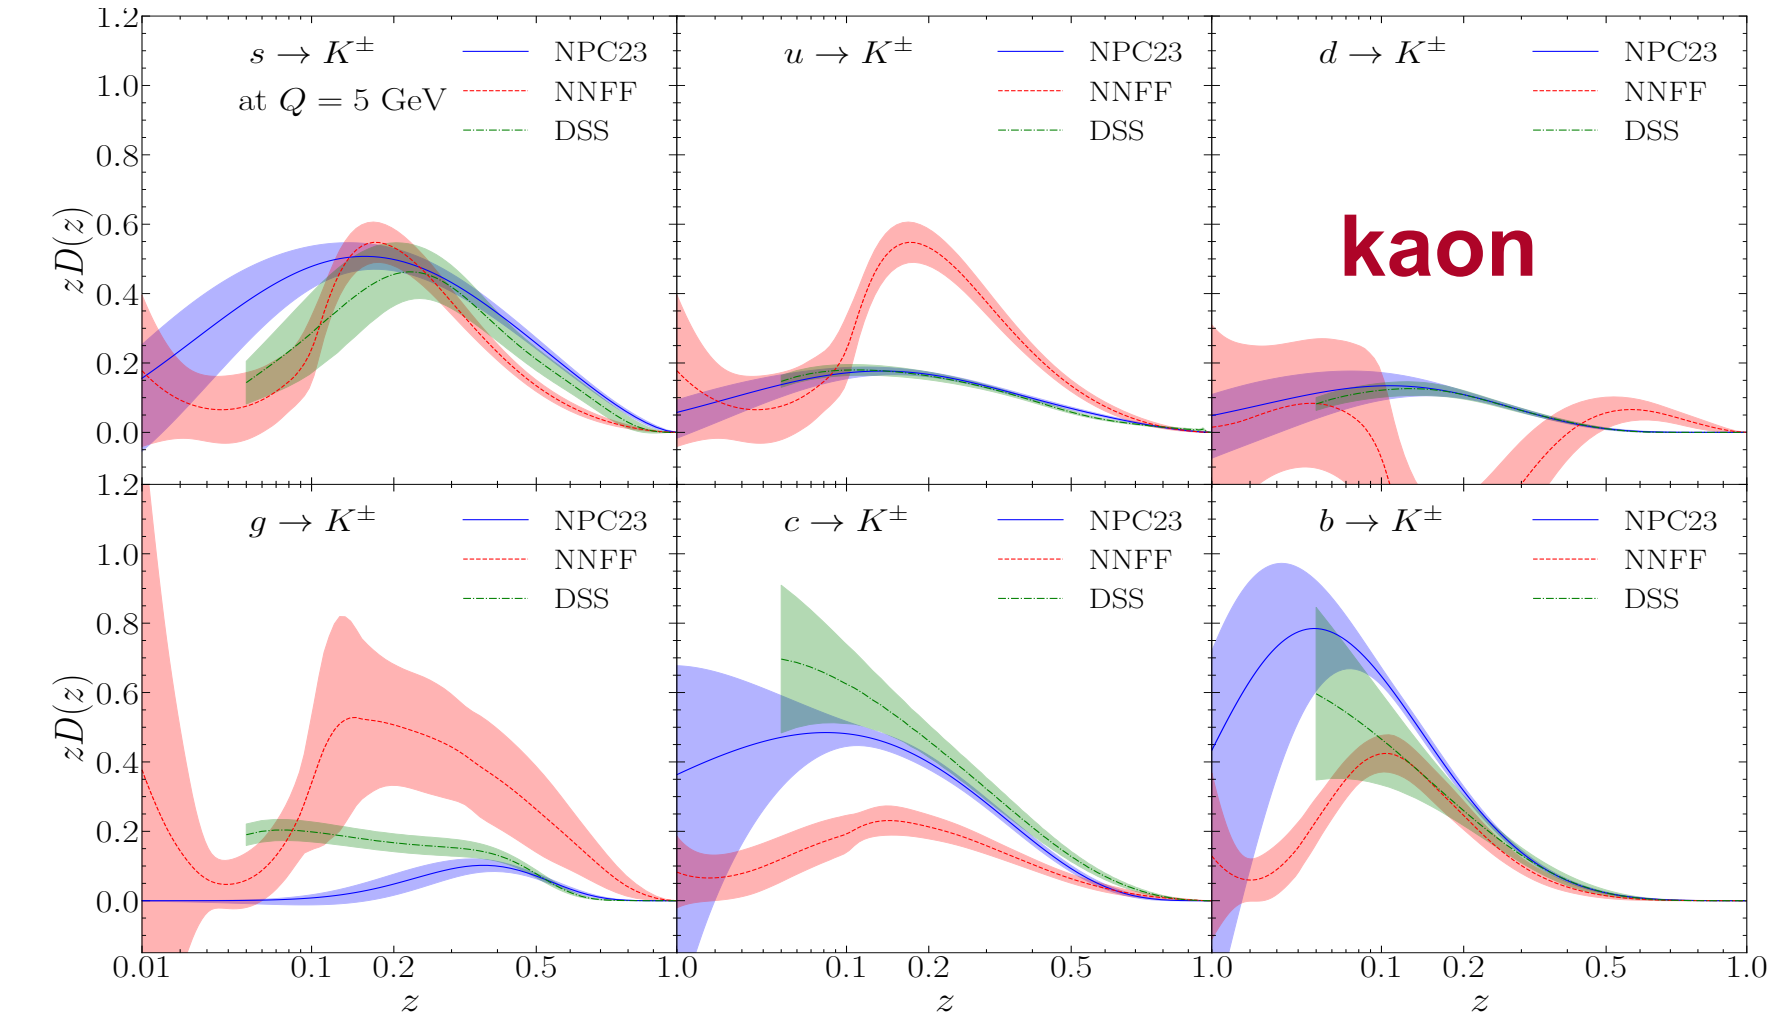 1.2
1.0
0.8
0.6
0.4
0.2
0.0
zD(z)
s → K±
at Q = 5 GeV
NPC23
NNFF
DSS
u → K±
NPC23
NNFF
DSS
d → K±
NPC23
NNFF
DSS
kaon
1.2
1.0
0.8
0.6
0.4
0.2
0.0
zD(z)
g → K±
NPC23
NNFF
DSS
c → K±
NPC23
NNFF
DSS
b → K±
NPC23
NNFF
DSS
0.01 0.1 0.2 0.5 1.0 0.1 0.2 0.5 1.0 0.1 0.2 0.5 1.0
z z z